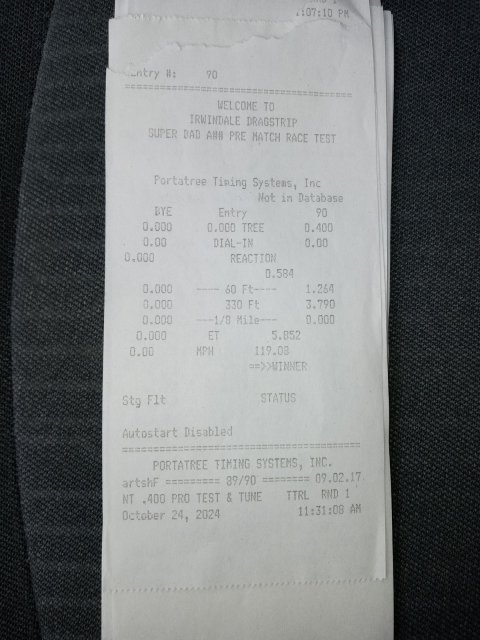 :07:10 PM
Entry #: 90
WELCOME TO
IRWINDALE DRAGSTRIP
SUPER DAD A## PRE MATCH RACE TEST
Portatree Timing Systems, Inc
Not in Database
BYE Entry 90
0.000 0.000 TREE 0.400
0.00 DIAL-IN 0.00
0.000 REACTION
0.584
0.000 ---- 60 Ft---- 1.264
0.000 330 Ft 3.790
0.000 ---1/8 Mile--- 0.000
0.000 ET 5.852
0.00 MPH 119.08
==>>WINNER
Stg Flt STATUS
Autostart Disabled
PORTATREE TIMING SYSTEMS, INC.
artshF ========= 89/90 ======== 09.02.17
NT .400 PRO TEST & TUNE TTRL RND 1
October 24, 2024 11:31:08 AM